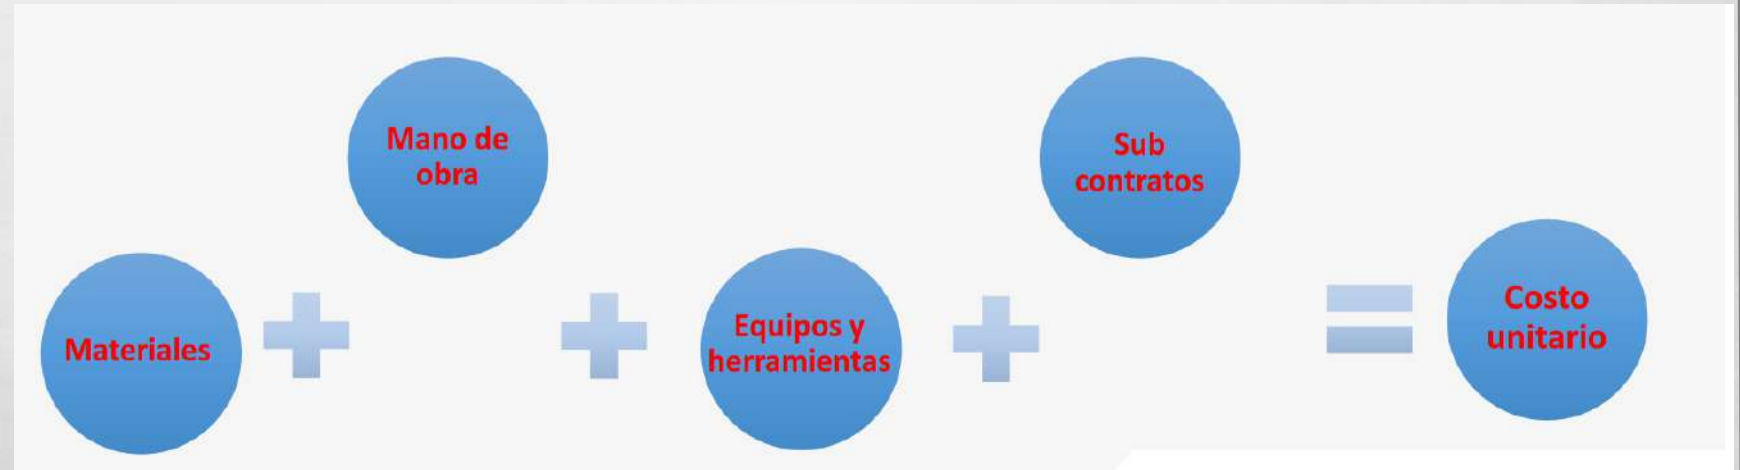 Materiales
Mano de
obra
Equipos y
herramientas
Sub
contratos
Costo
unitario